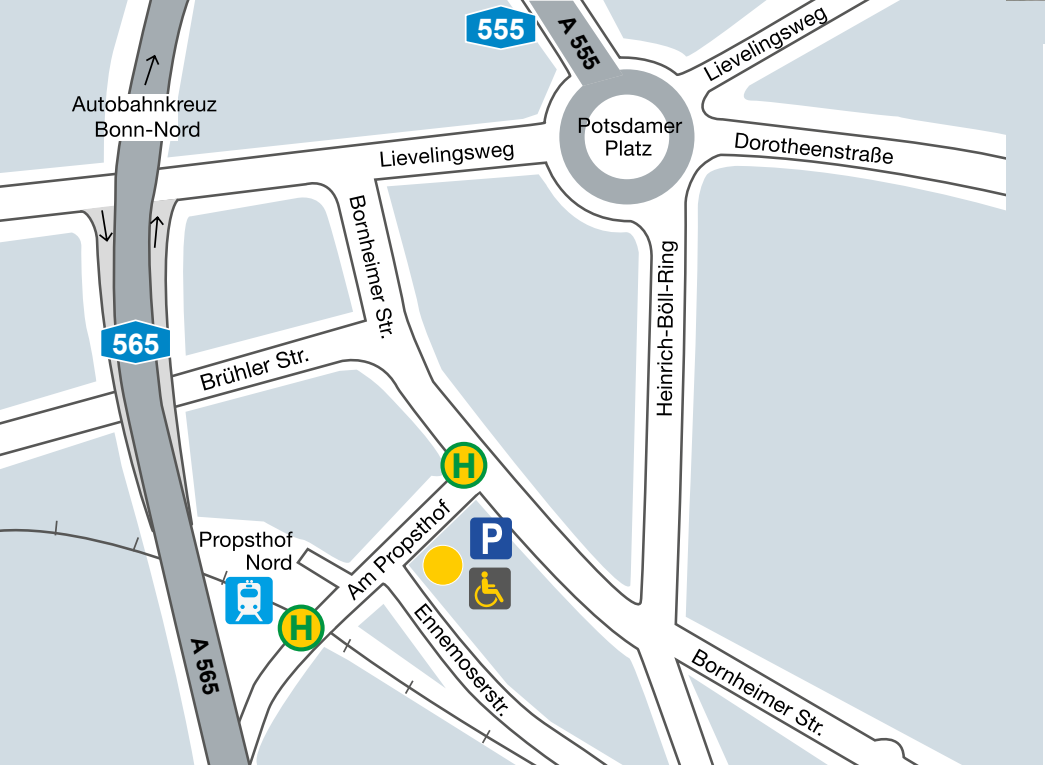 555
A 555
Lievelingsweg
Autobahnkreuz
Bonn-Nord
Potsdamer
Platz
Lievelingsweg
Dorotheenstraße
Bornheimer Str.
Heinrich-Böll-Ring
565
Brühler Str.
H
Am Propsthof
P
Propsthof
Nord
H
Ennemoserstr.
A 565
Bornheimer Str.